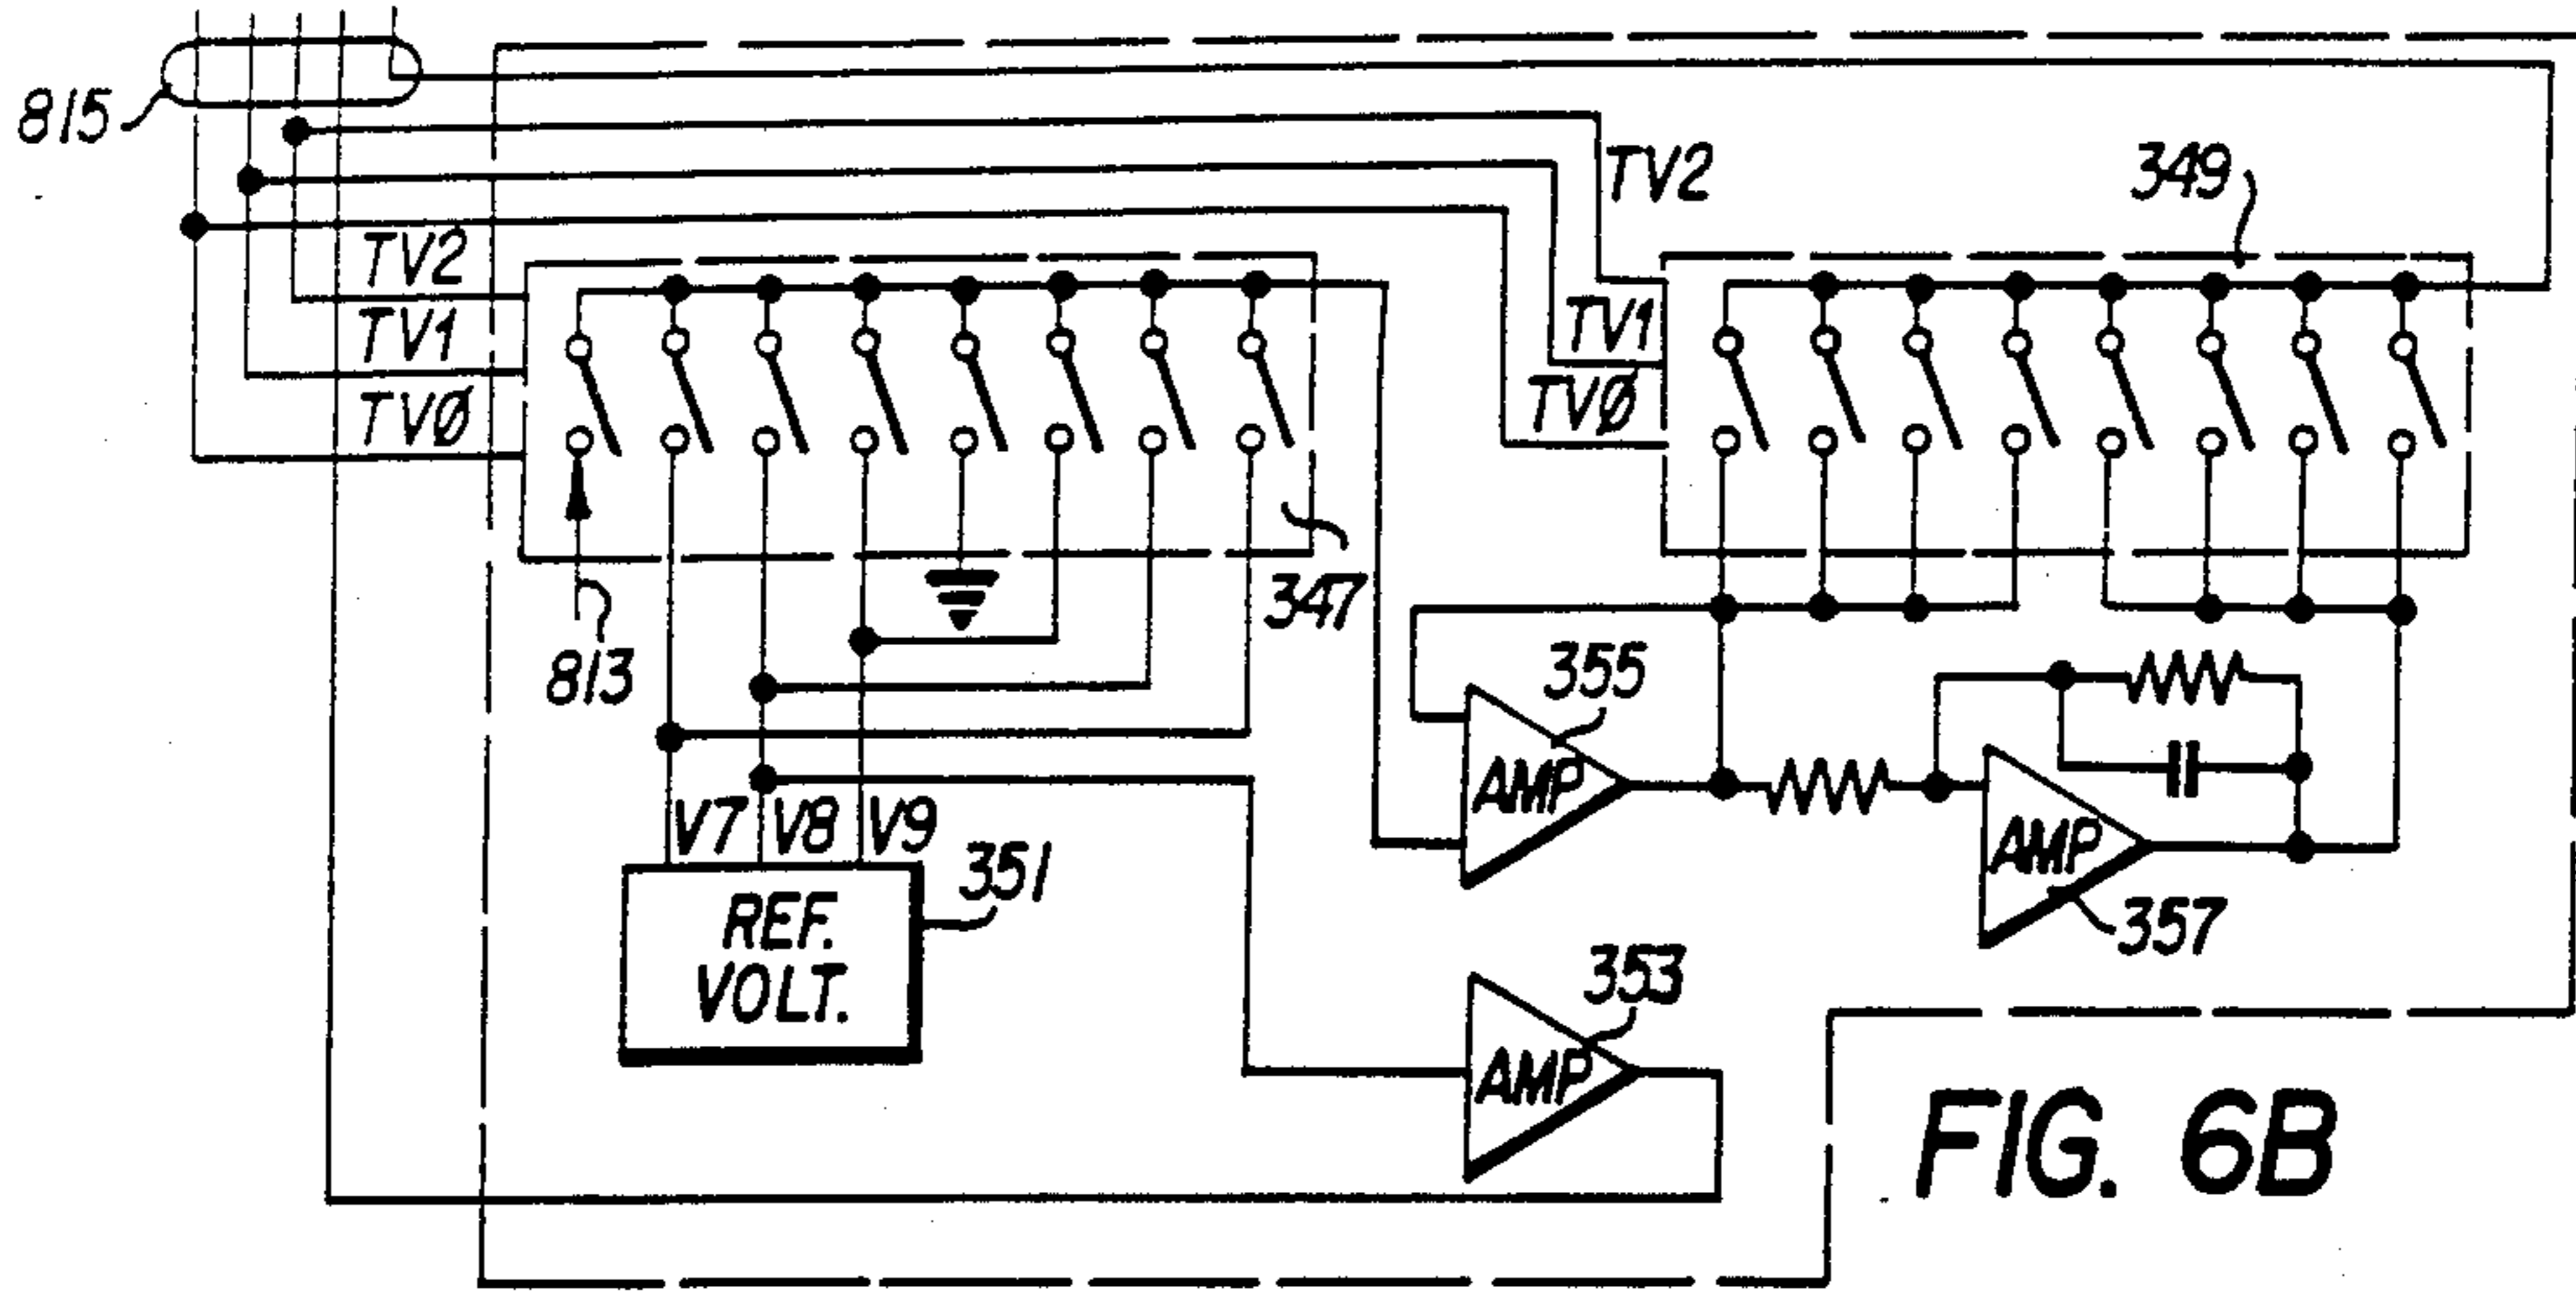 815
TV2
349
TV2
TV1
TV1
TVØ
TVØ
347
813
355
AMP
V7 V8 V9
351
AMP
REF.
VOLT.
357
353
AMP
FIG. 6B